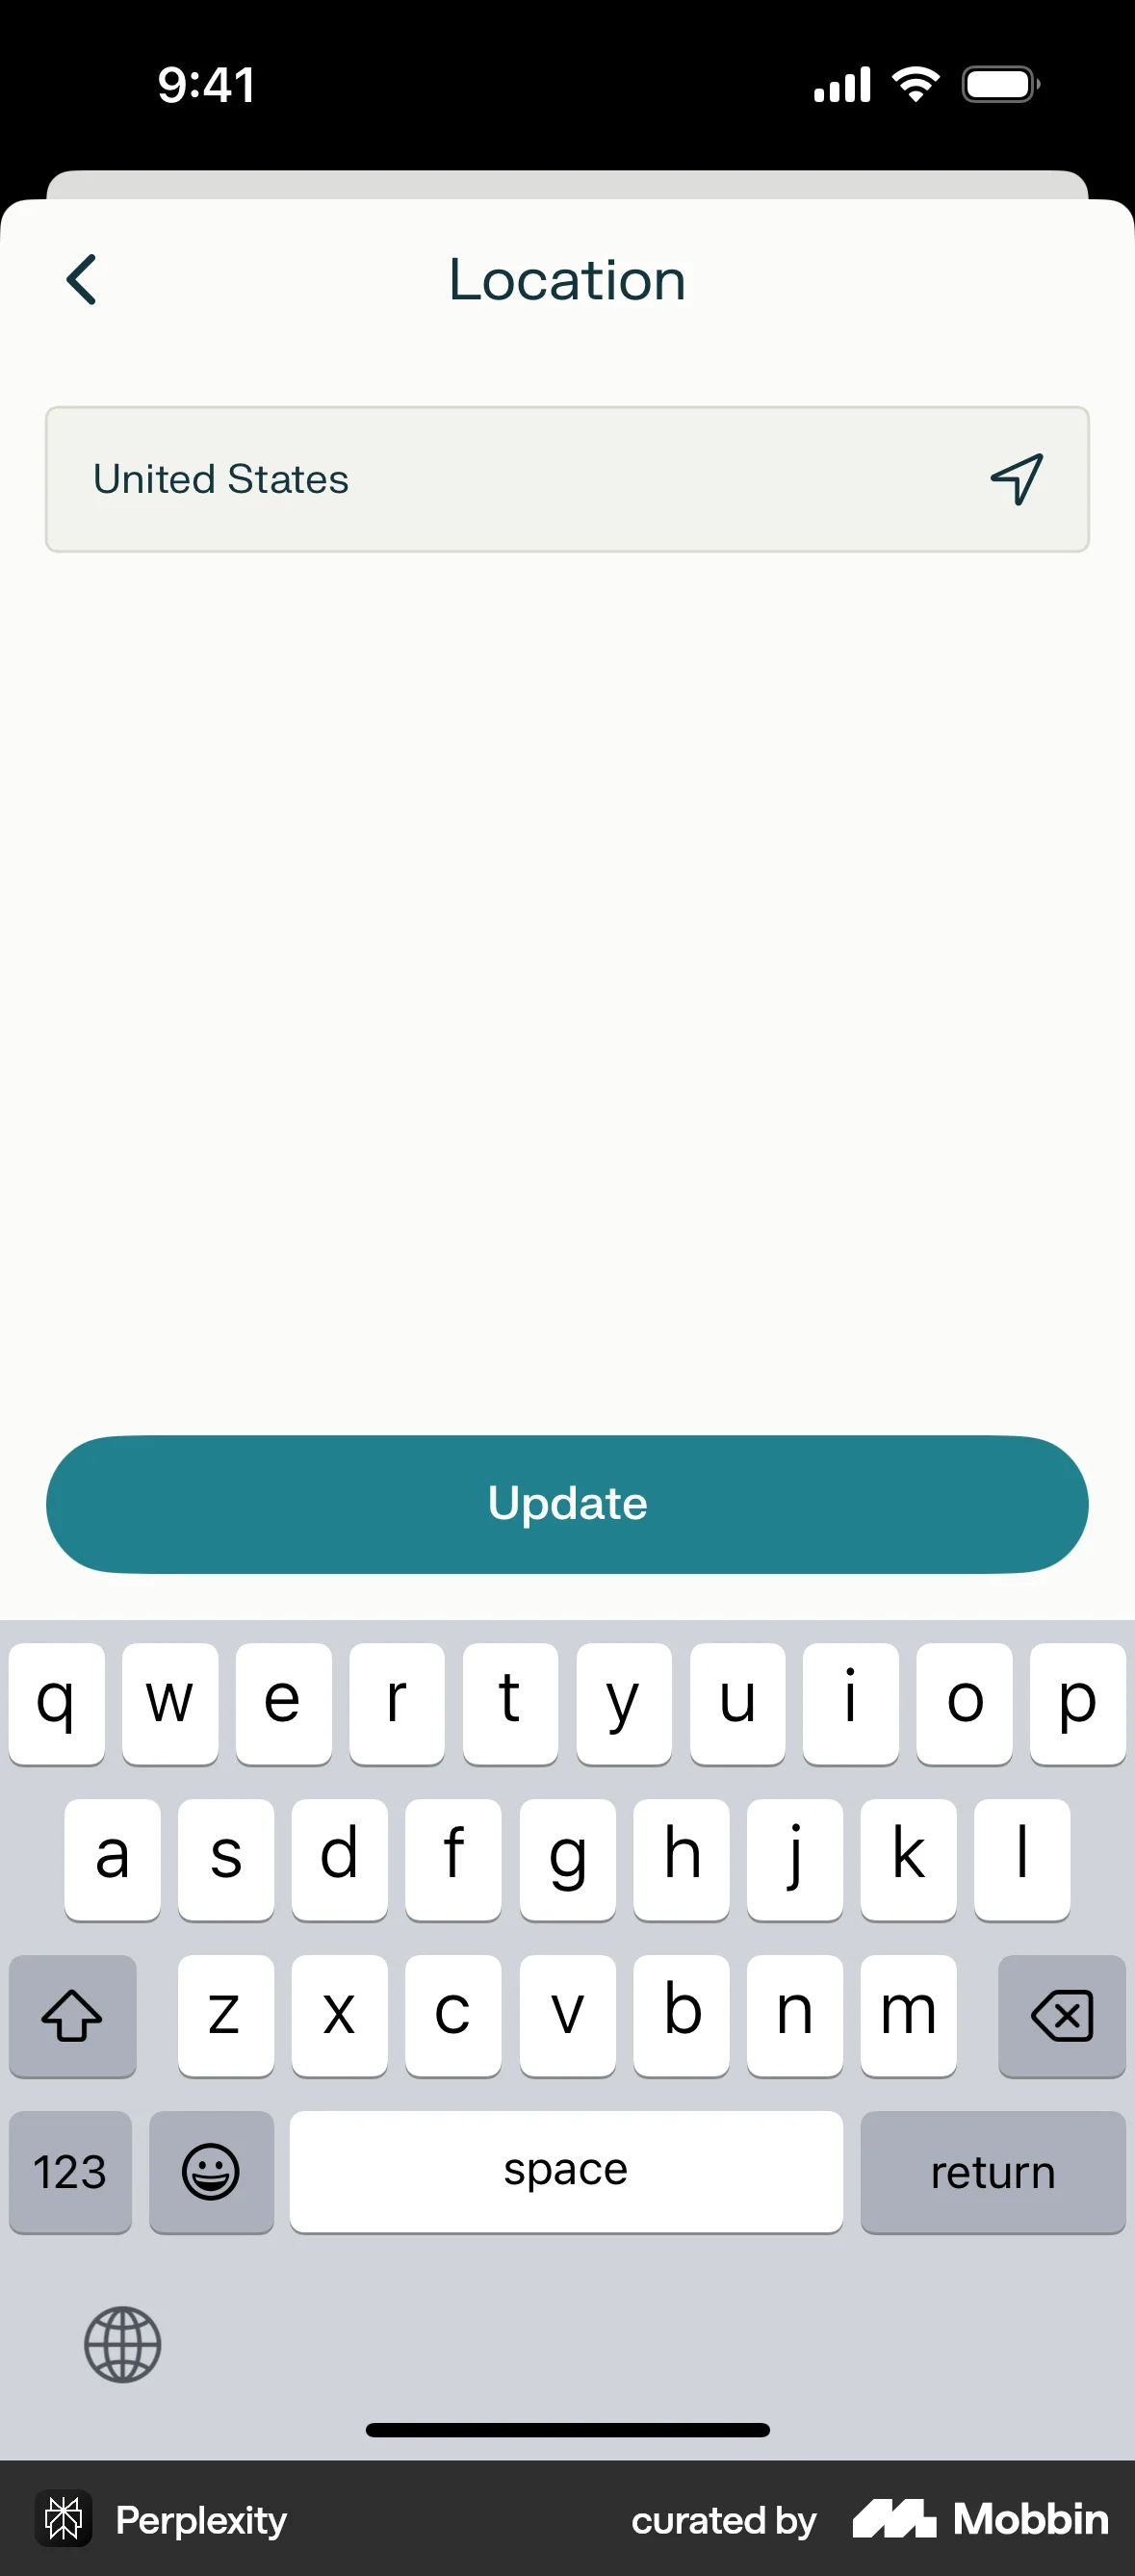 9:41
Location
United States
Update
q w e r t y u i o p
a s d f g h j k l
z x c v b n m
123 space return
Perplexity curated by Mobbin